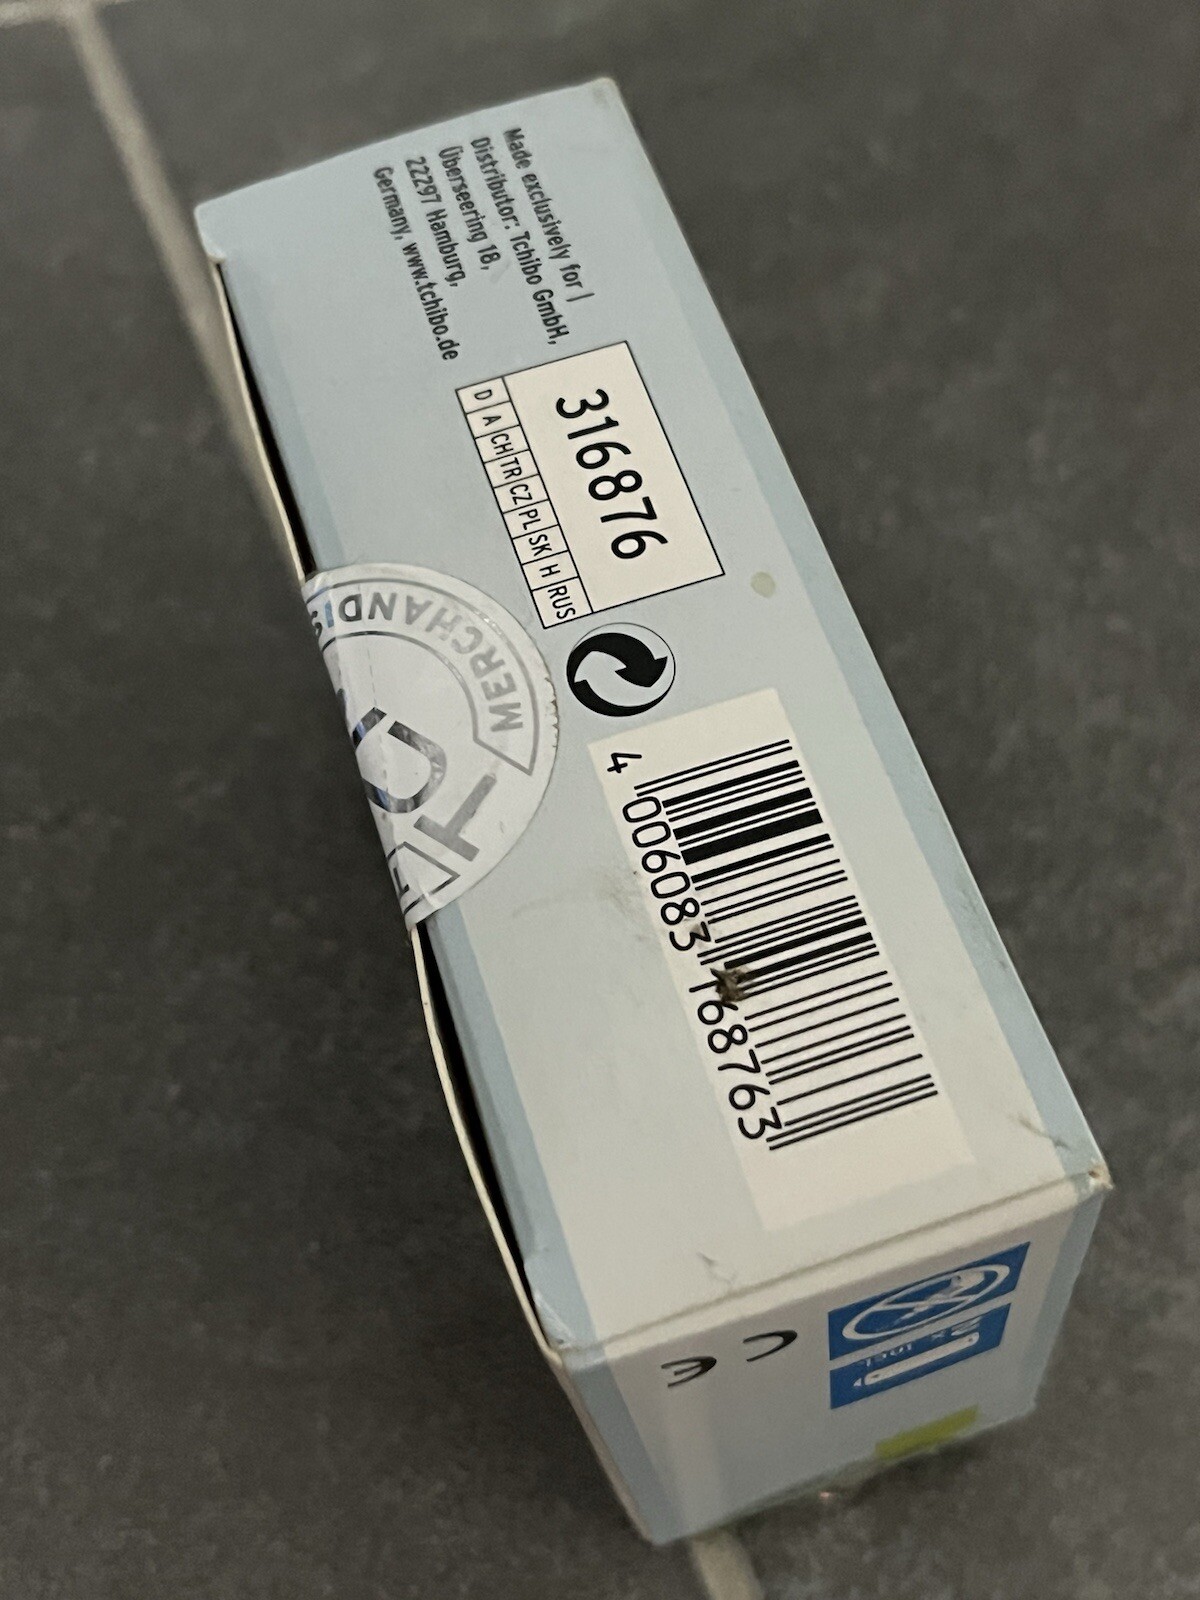 Made exclusively for |
Distributor: Tchibo GmbH,
Überseering 18,
22297 Hamburg,
Germany, www.tchibo.de
316876
D A CH TR CZ PL SK H RUS
MERCHANDIS
4 006083 168763
CE